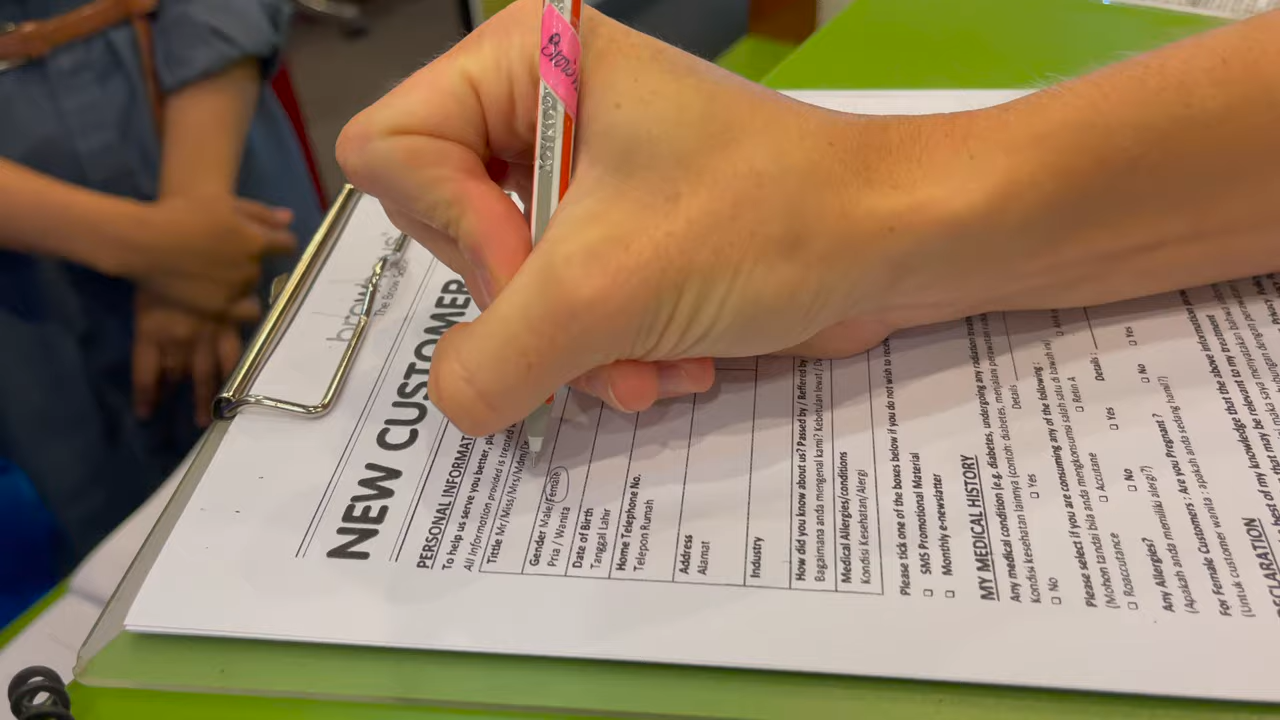 The Brow
NEW CUSTOMER
PERSONAL INFORMAT
To help us serve you better, ple
All Information provided is treated
Tittle Mr/Miss/Mrs/Mdm/Dr
Gender Male/Female
Pria / Wanita
Date of Birth
Tanggal Lahir
Home Telephone No.
Telepon Rumah
Address
Alamat
Industry
How did you know about us? Passed by / Reffered by
Bagaimana anda mengenal kami? Kebetulan lewat /
Medical Allergies/conditions
Kondisi Kesehatan/Alergi
Please tick one of the boxes below if you do not wish to rece
□ SMS Promotional Material
□ Monthly e-newsletter
MY MEDICAL HISTORY
Any medical condition (e.g. diabetes, undergoing any radiation
Kondisi kesehatan lainnya (contoh: diabetes, menjalani perawatan
□ No □ Yes Details
Please select if you are consuming any of the following :
(Mohon tandai bila anda mengkonsumsi salah satu di bawah ini)
□ Roaccutance □ Accutane □ Retin A
Any Allergies? □ No □ Yes Details :
(Apakah anda memiliki alergi?)
For Female Customers : Are you Pregnant ? □ No □ Yes
(Untuk customer wanita : apakah anda sedang hamil?)
DECLARATION
best of my knowledge that the above information
that may be relevant to my treatment
maka saya menyatakan bahwa